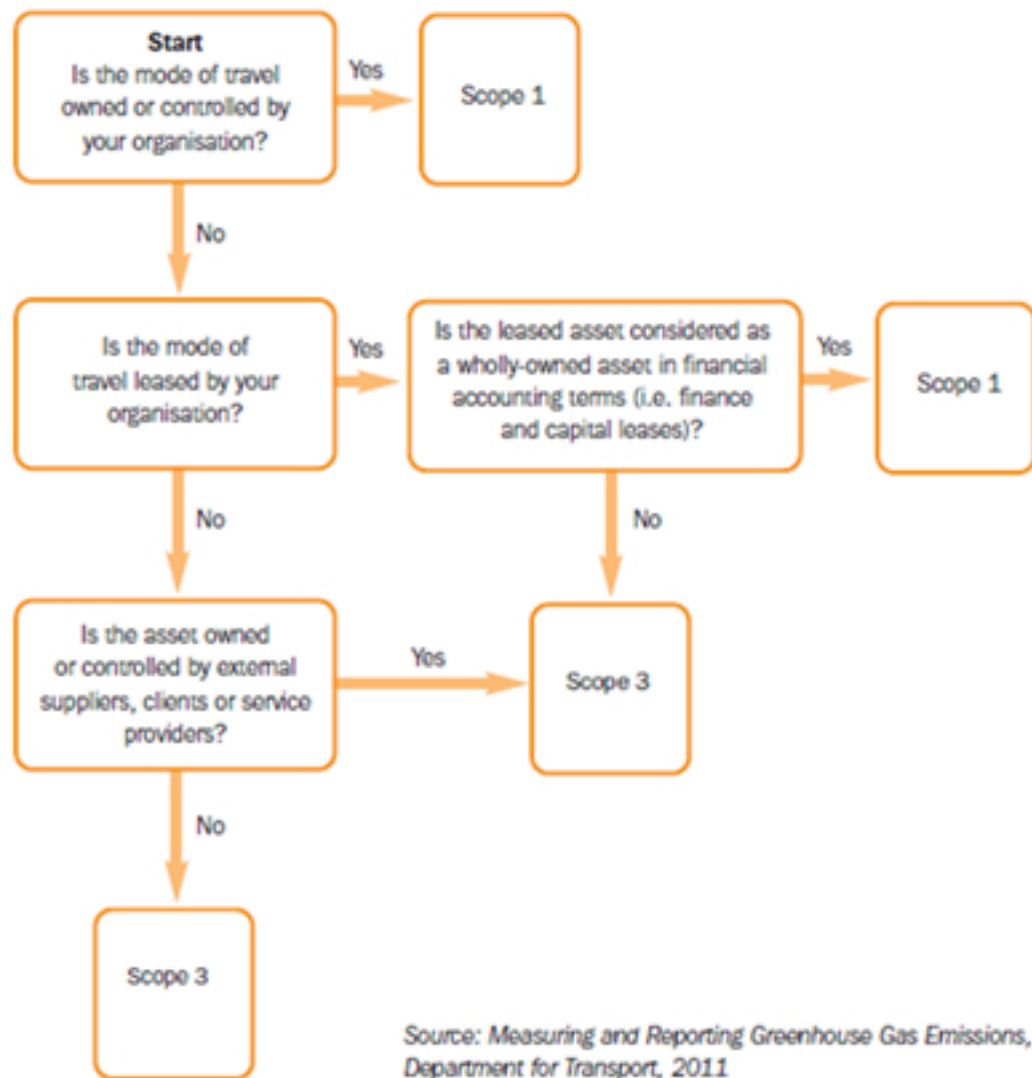 Start
Is the mode of travel
owned or controlled by
your organisation?
Yes
Scope 1
No
Is the mode of
travel leased by your
organisation?
Yes
Is the leased asset considered as
a wholly-owned asset in financial
accounting terms (i.e. finance
and capital leases)?
Yes
Scope 1
No
No
Is the asset owned
or controlled by external
suppliers, clients or service
providers?
Yes
Scope 3
No
Scope 3
Source: Measuring and Reporting Greenhouse Gas Emissions,
Department for Transport, 2011